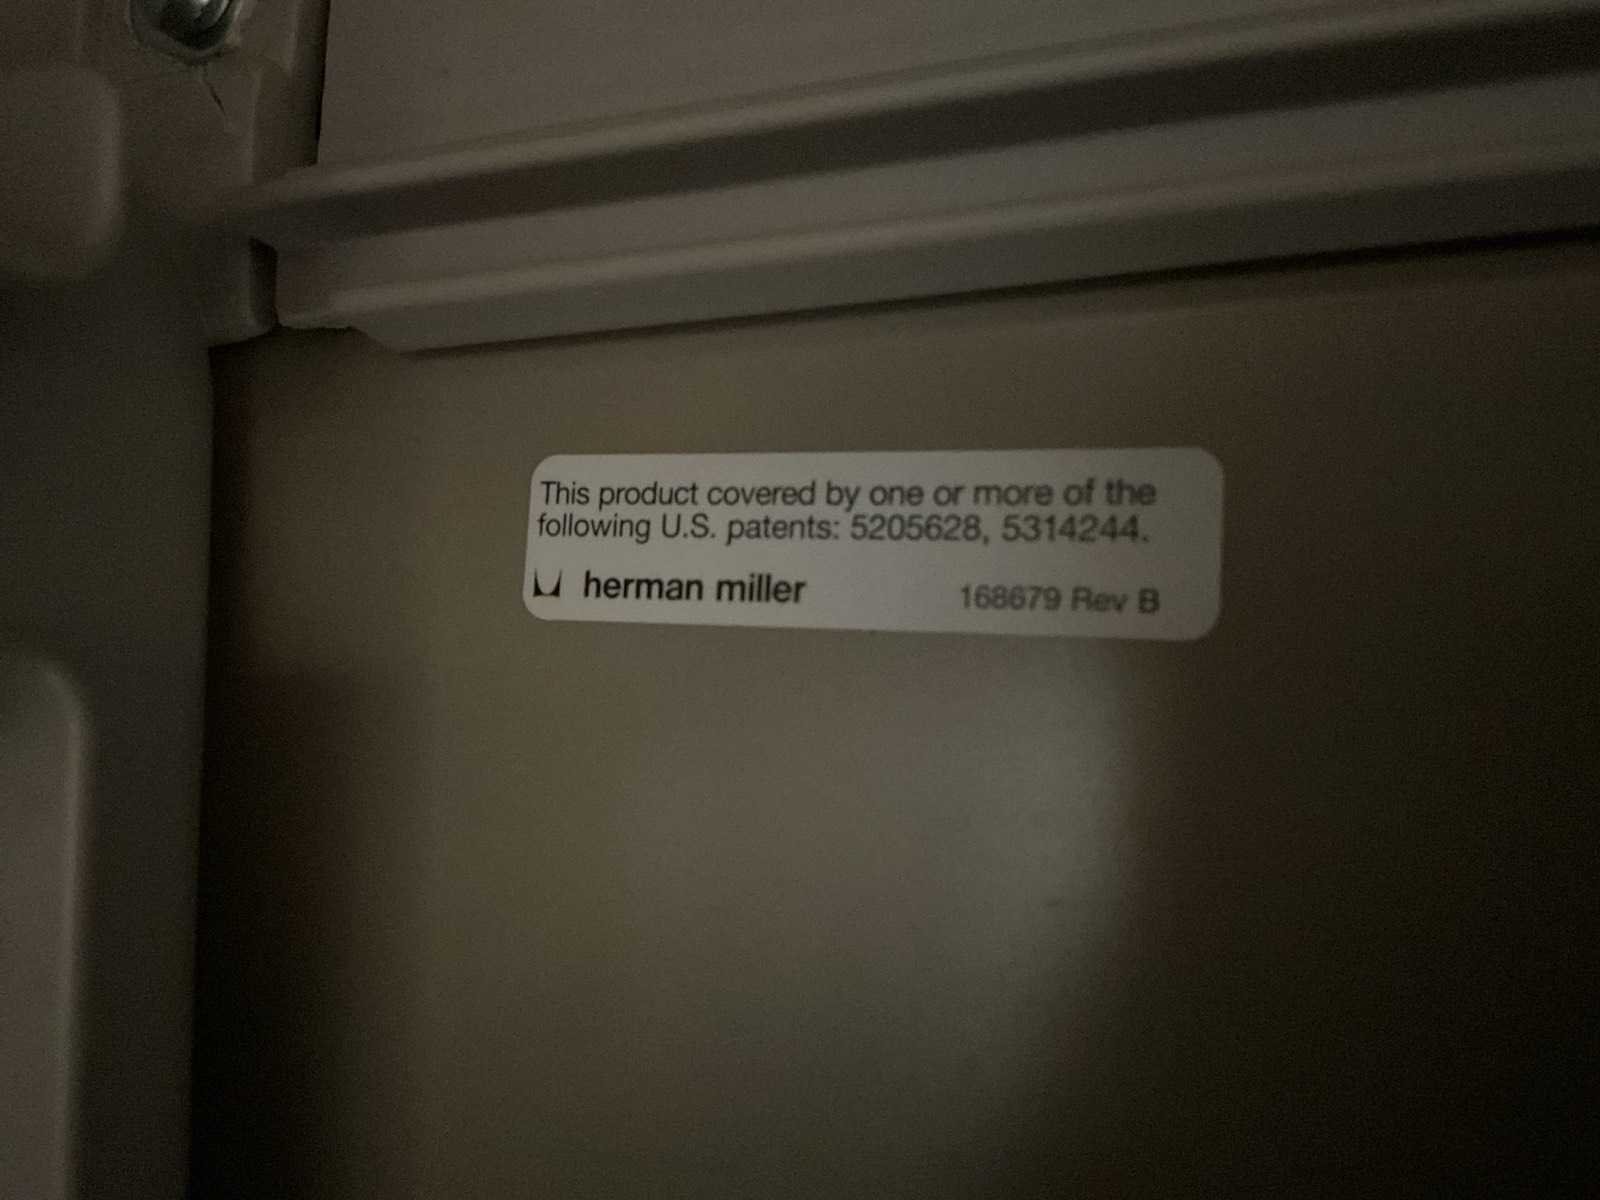 This product covered by one or more of the
following U.S. patents: 5205628, 5314244.
herman miller 168679 Rev B